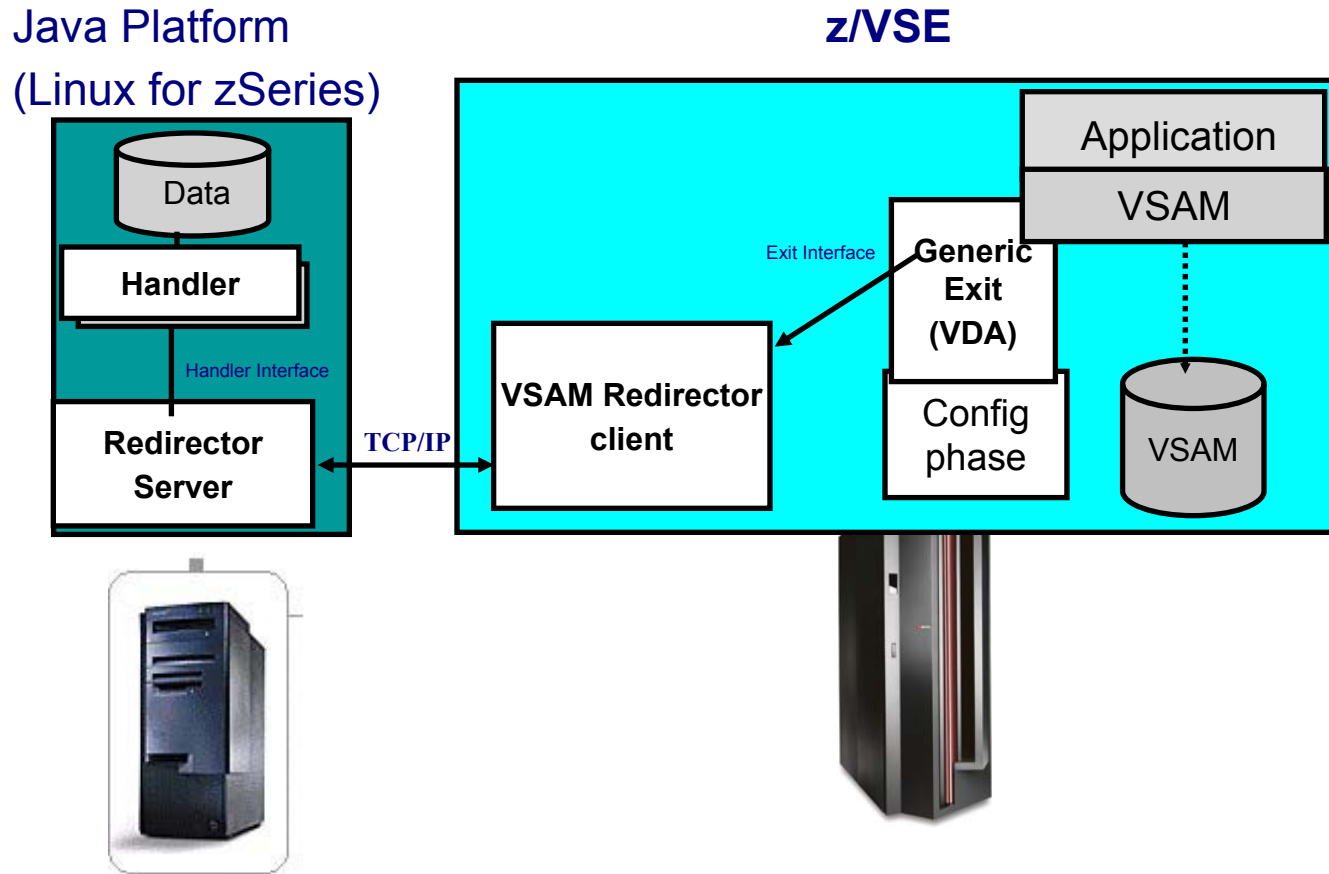 Java Platform
(Linux for zSeries)
z/VSE
Data
Handler
Handler Interface
Redirector
Server
TCP/IP
VSAM Redirector
client
Exit Interface
Generic
Exit
(VDA)
Config
phase
Application
VSAM
VSAM